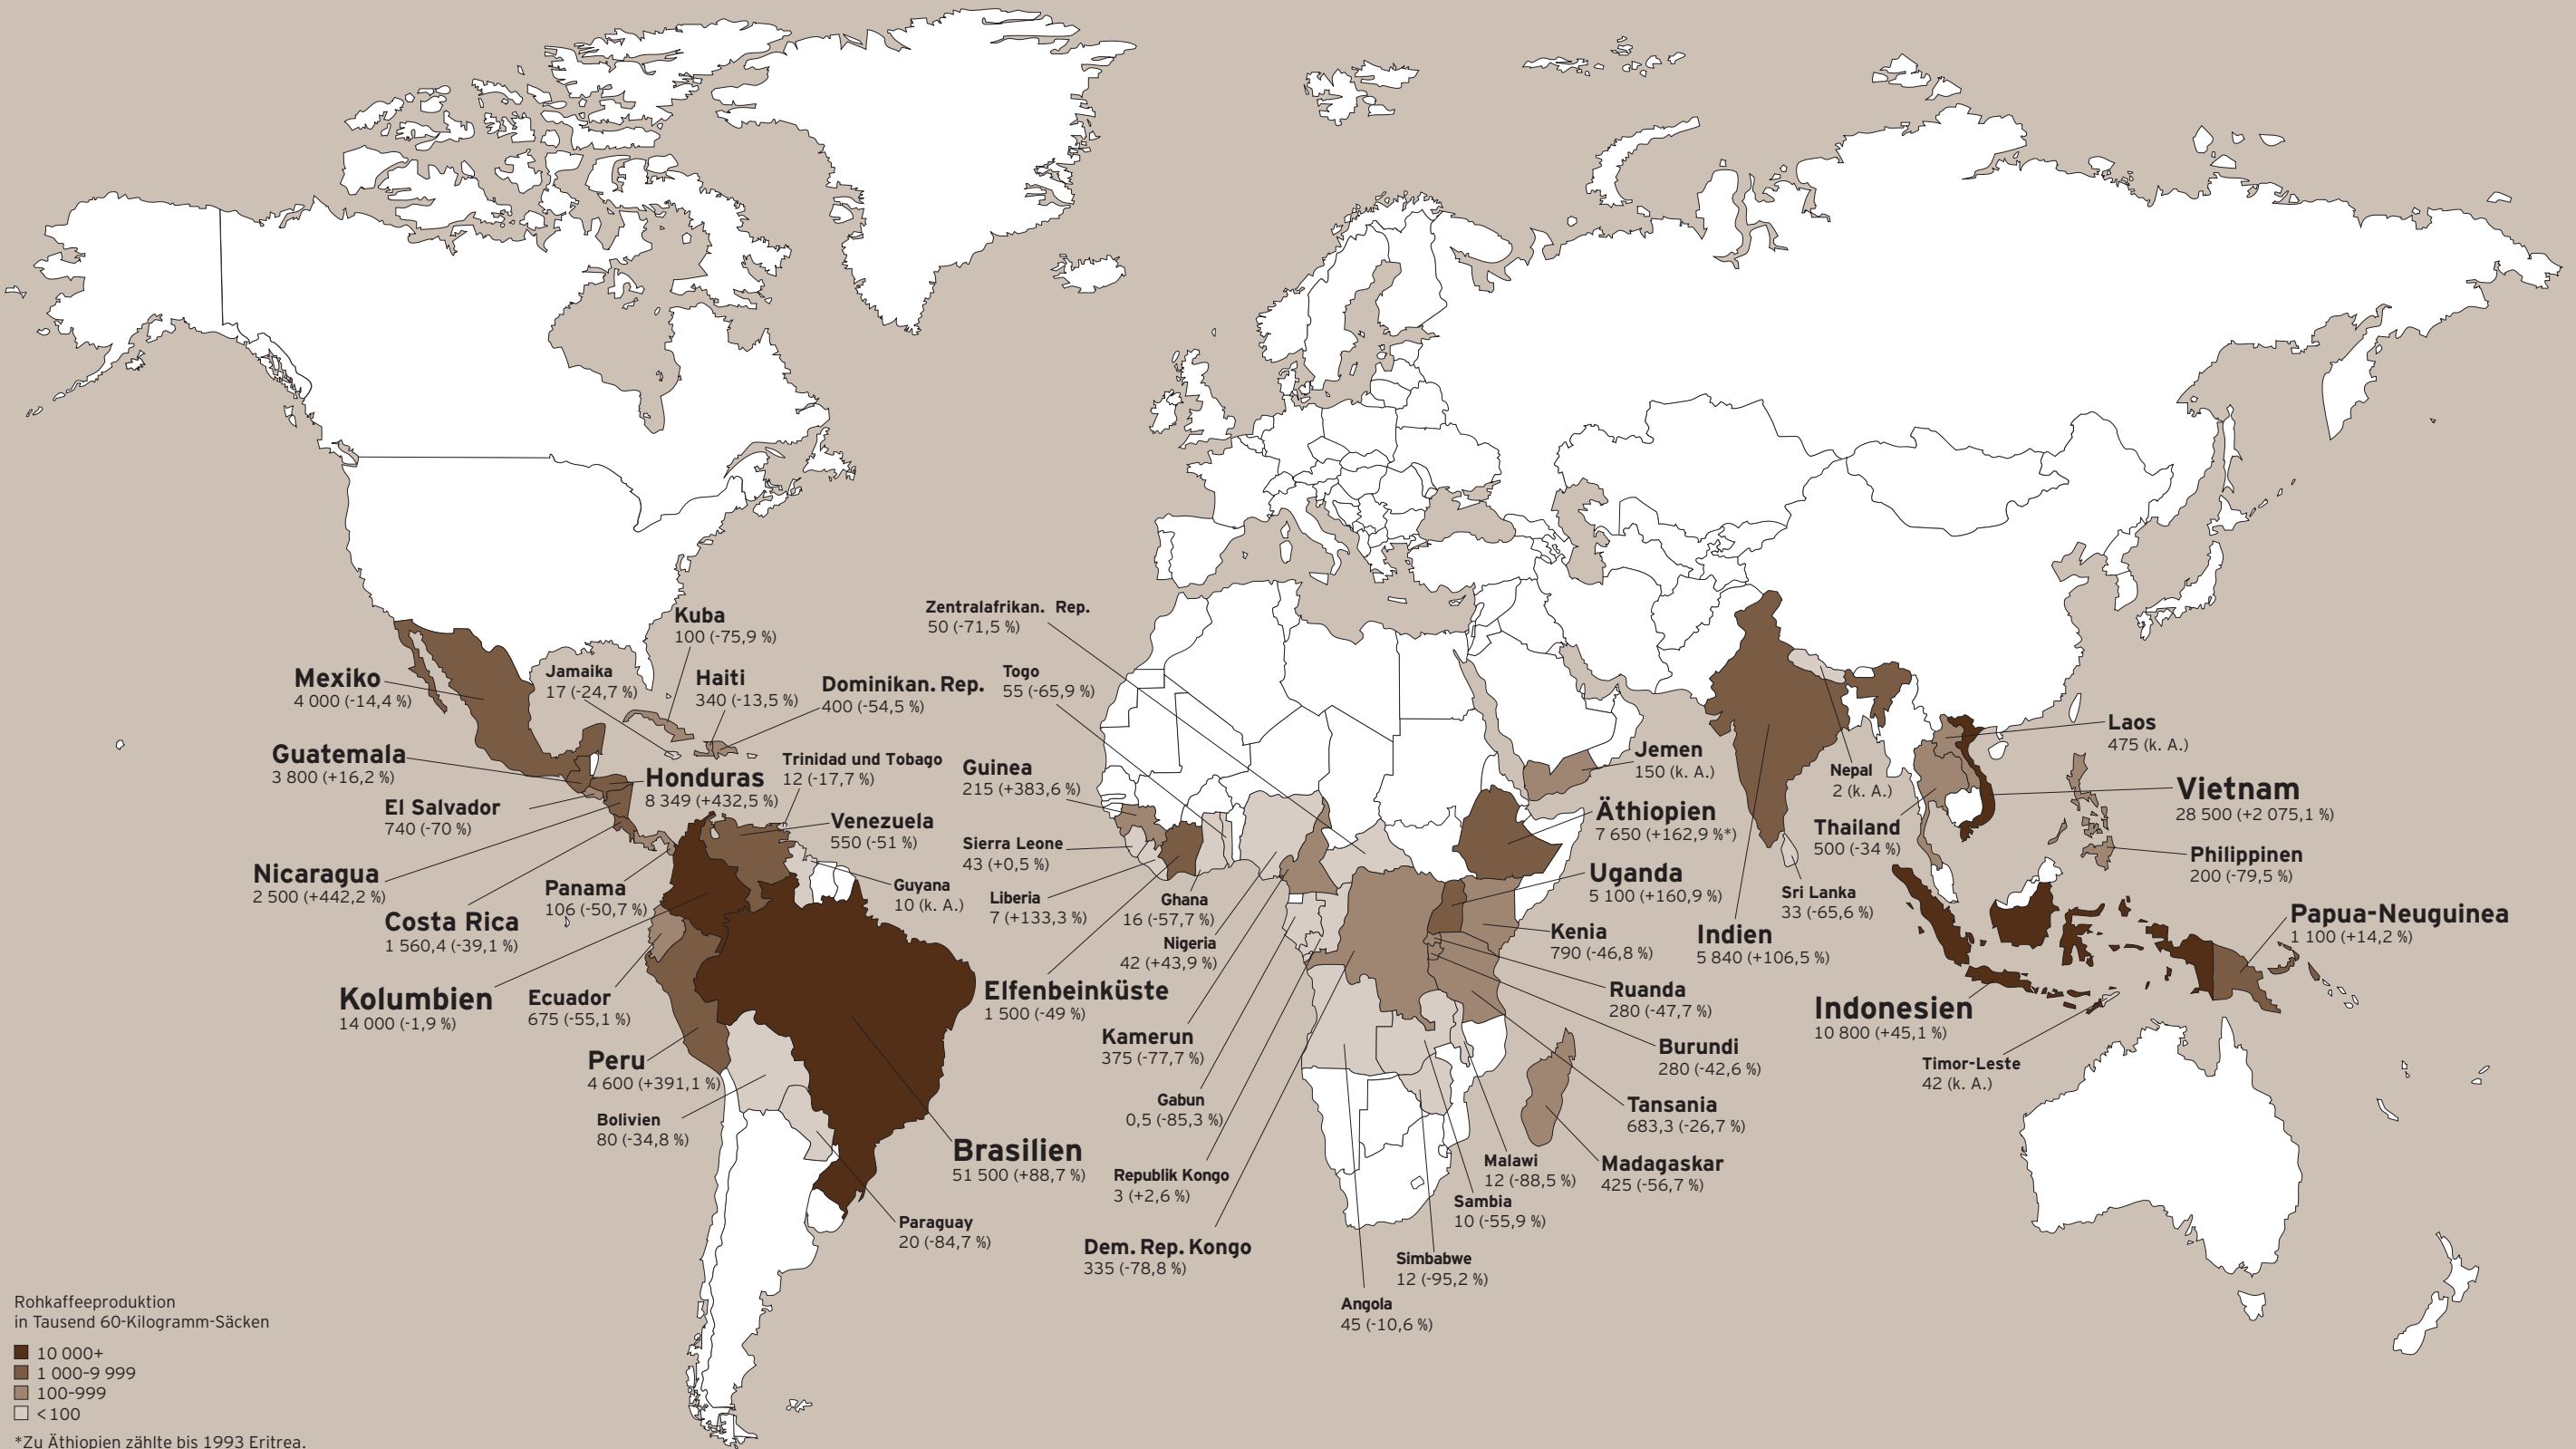 Kuba
100 (-75,9 %)
Mexiko
4 000 (-14,4 %)
Jamaika
17 (-24,7 %)
Haiti
340 (-13,5 %)
Dominikan. Rep.
400 (-54,5 %)
Guatemala
3 800 (+16,2 %)
Honduras
8 349 (+432,5 %)
Trinidad und Tobago
12 (-17,7 %)
El Salvador
740 (-70 %)
Venezuela
550 (-51 %)
Nicaragua
2 500 (+442,2 %)
Panama
106 (-50,7 %)
Guyana
10 (k. A.)
Costa Rica
1 560,4 (-39,1 %)
Kolumbien
14 000 (-1,9 %)
Ecuador
675 (-55,1 %)
Peru
4 600 (+391,1 %)
Bolivien
80 (-34,8 %)
Brasilien
51 500 (+88,7 %)
Paraguay
20 (-84,7 %)
Zentralafrikan. Rep.
50 (-71,5 %)
Togo
55 (-65,9 %)
Guinea
215 (+383,6 %)
Sierra Leone
43 (+0,5 %)
Liberia
7 (+133,3 %)
Ghana
16 (-57,7 %)
Nigeria
42 (+43,9 %)
Elfenbeinküste
1 500 (-49 %)
Kamerun
375 (-77,7 %)
Gabun
0,5 (-85,3 %)
Republik Kongo
3 (+2,6 %)
Dem. Rep. Kongo
335 (-78,8 %)
Angola
45 (-10,6 %)
Simbabwe
12 (-95,2 %)
Sambia
10 (-55,9 %)
Malawi
12 (-88,5 %)
Madagaskar
425 (-56,7 %)
Tansania
683,3 (-26,7 %)
Burundi
280 (-42,6 %)
Ruanda
280 (-47,7 %)
Kenia
790 (-46,8 %)
Uganda
5 100 (+160,9 %)
Äthiopien
7 650 (+162,9 %*)
Jemen
150 (k. A.)
Indien
5 840 (+106,5 %)
Nepal
2 (k. A.)
Sri Lanka
33 (-65,6 %)
Thailand
500 (-34 %)
Laos
475 (k. A.)
Vietnam
28 500 (+2 075,1 %)
Philippinen
200 (-79,5 %)
Papua-Neuguinea
1 100 (+14,2 %)
Indonesien
10 800 (+45,1 %)
Timor-Leste
42 (k. A.)
Rohkaffeeproduktion
in Tausend 60-Kilogramm-Säcken
10 000+
1 000-9 999
100-999
<100
*Zu Äthiopien zählte bis 1993 Eritrea.